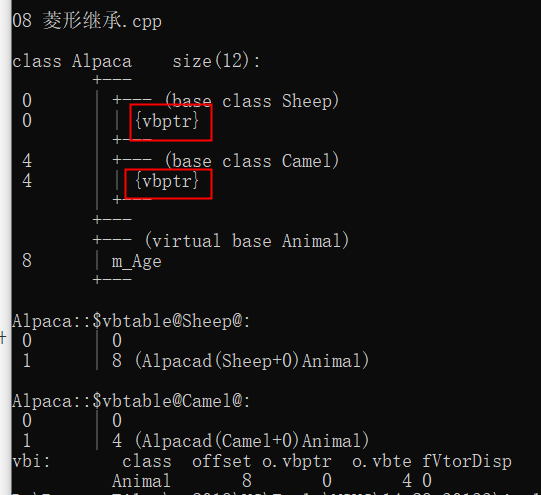 08 菱形继承.cpp
class Alpaca    size(12):
        +---
 0      | +--- (base class Sheep)
 0      | | {vbptr}
        | +---
 4      | +--- (base class Camel)
 4      | | {vbptr}
        | +---
        +---
        +--- (virtual base Animal)
 8      | m_Age
        +---
Alpaca::$vbtable@Sheep@:
 0      | 0
 1      | 8 (Alpacad(Sheep+0)Animal)
Alpaca::$vbtable@Camel@:
 0      | 0
 1      | 4 (Alpacad(Camel+0)Animal)
vbi:       class  offset o.vbptr  o.vbte fVtorDisp
          Animal       8       0       4 0